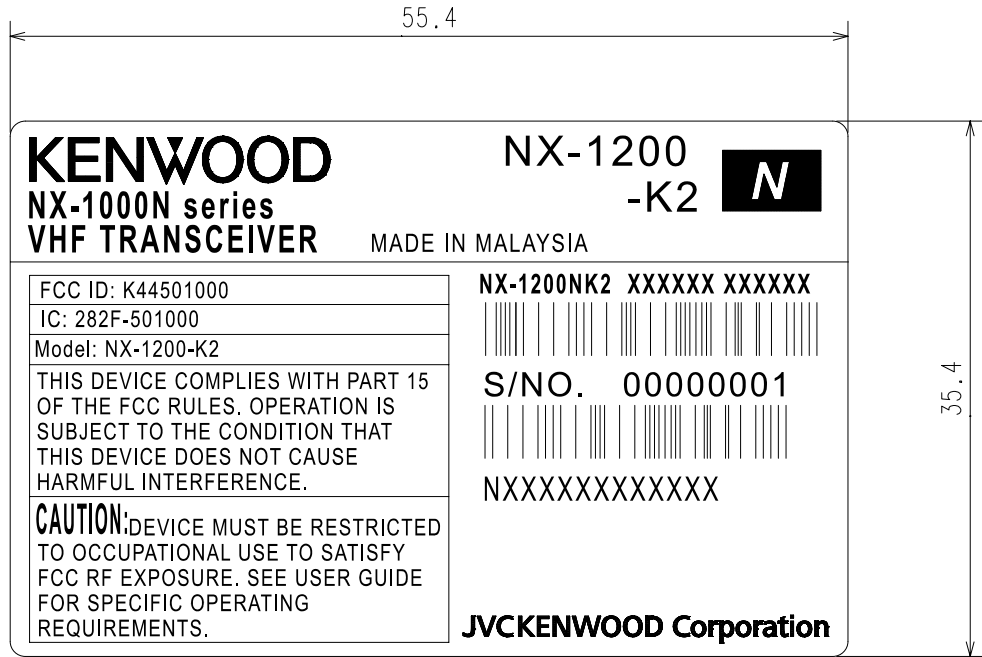 55.4
KENWOOD
NX-1000N series
VHF TRANSCEIVER
MADE IN MALAYSIA
NX-1200
-K2
N
FCC ID: K44501000
IC: 282F-501000
Model: NX-1200-K2
THIS DEVICE COMPLIES WITH PART 15
OF THE FCC RULES. OPERATION IS
SUBJECT TO THE CONDITION THAT
THIS DEVICE DOES NOT CAUSE
HARMFUL INTERFERENCE.
CAUTION:DEVICE MUST BE RESTRICTED
TO OCCUPATIONAL USE TO SATISFY
FCC RF EXPOSURE. SEE USER GUIDE
FOR SPECIFIC OPERATING
REQUIREMENTS.
NX-1200NK2 XXXXXX XXXXXX
S/NO. 00000001
NXXXXXXXXXXXX
JVCKENWOOD Corporation
35.4